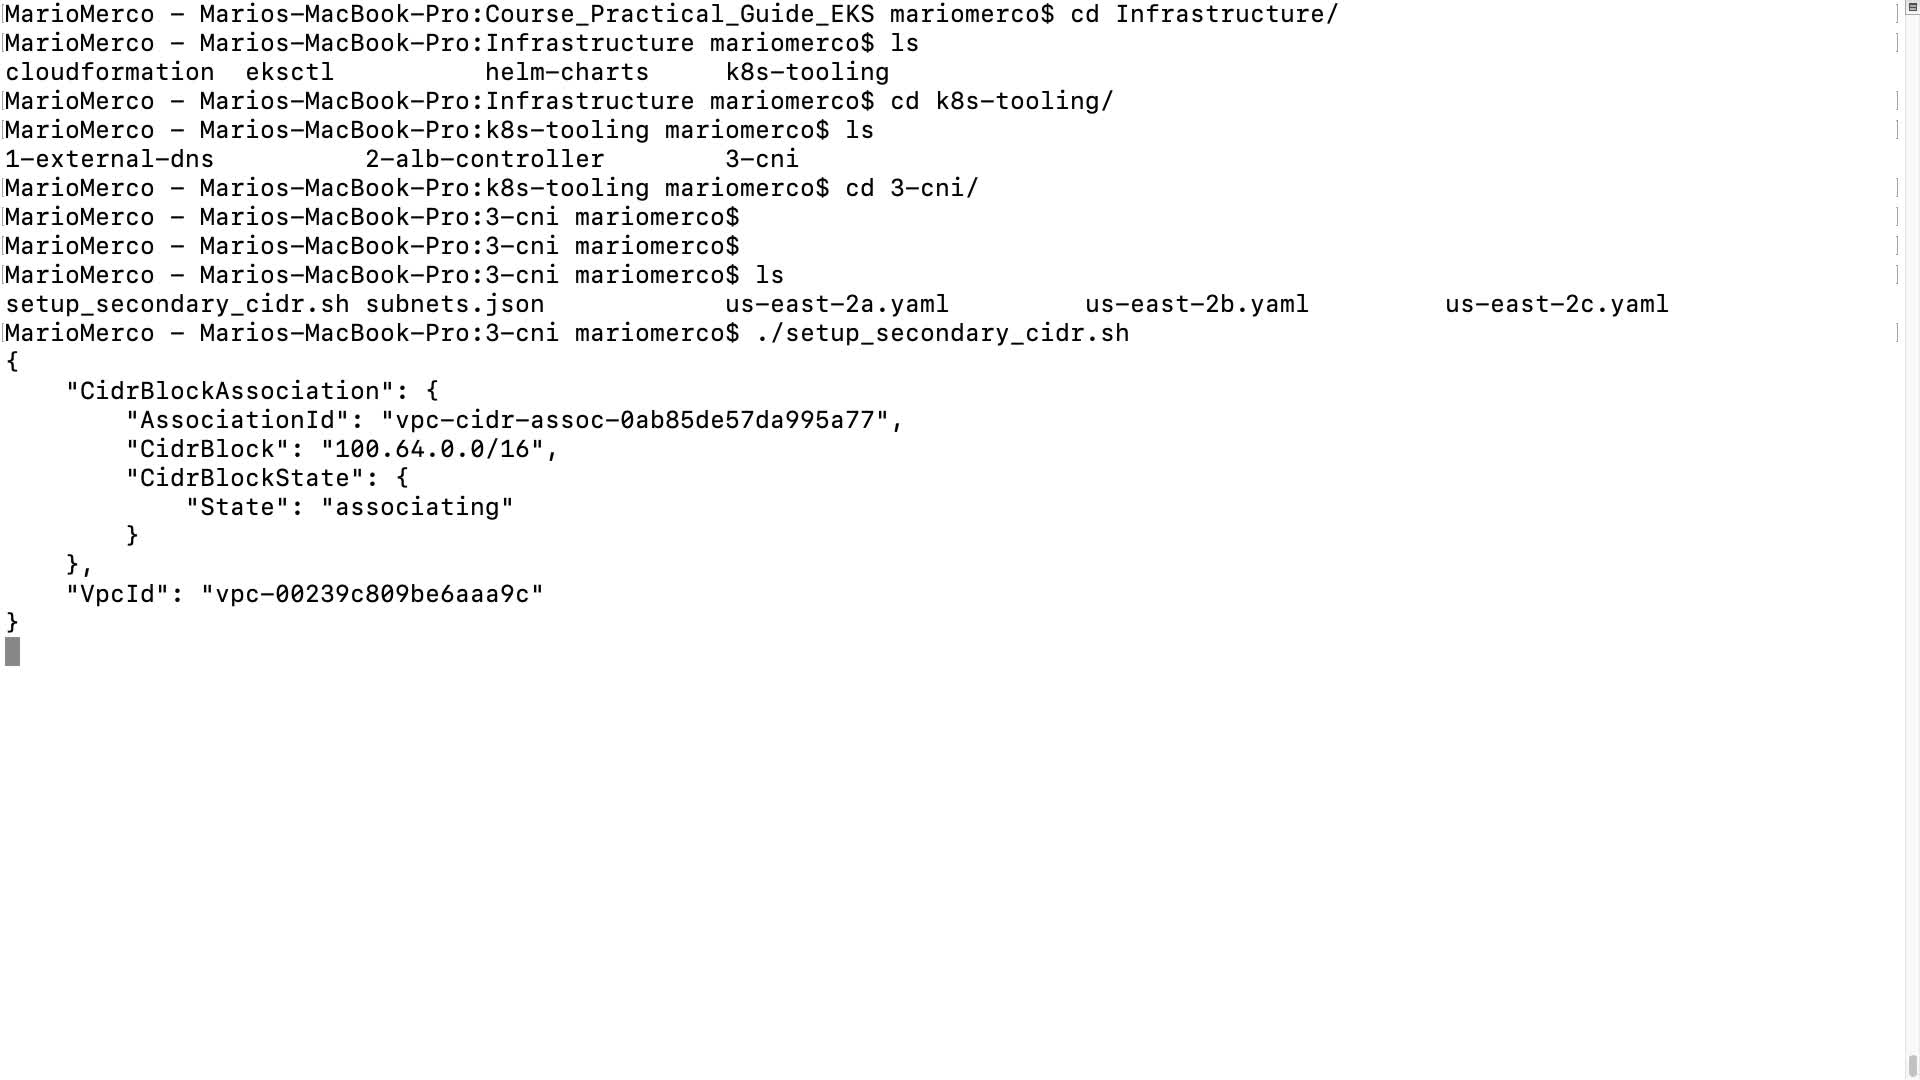 MarioMerco - Marios-MacBook-Pro:Course_Practical_Guide_EKS mariomerco$ cd Infrastructure/
MarioMerco - Marios-MacBook-Pro:Infrastructure mariomerco$ ls
cloudformation  eksctl          helm-charts     k8s-tooling
MarioMerco - Marios-MacBook-Pro:Infrastructure mariomerco$ cd k8s-tooling/
MarioMerco - Marios-MacBook-Pro:k8s-tooling mariomerco$ ls
1-external-dns          2-alb-controller        3-cni
MarioMerco - Marios-MacBook-Pro:k8s-tooling mariomerco$ cd 3-cni/
MarioMerco - Marios-MacBook-Pro:3-cni mariomerco$
MarioMerco - Marios-MacBook-Pro:3-cni mariomerco$
MarioMerco - Marios-MacBook-Pro:3-cni mariomerco$ ls
setup_secondary_cidr.sh subnets.json            us-east-2a.yaml         us-east-2b.yaml         us-east-2c.yaml
MarioMerco - Marios-MacBook-Pro:3-cni mariomerco$ ./setup_secondary_cidr.sh
{
    "CidrBlockAssociation": {
        "AssociationId": "vpc-cidr-assoc-0ab85de57da995a77",
        "CidrBlock": "100.64.0.0/16",
        "CidrBlockState": {
            "State": "associating"
        }
    },
    "VpcId": "vpc-00239c809be6aaa9c"
}